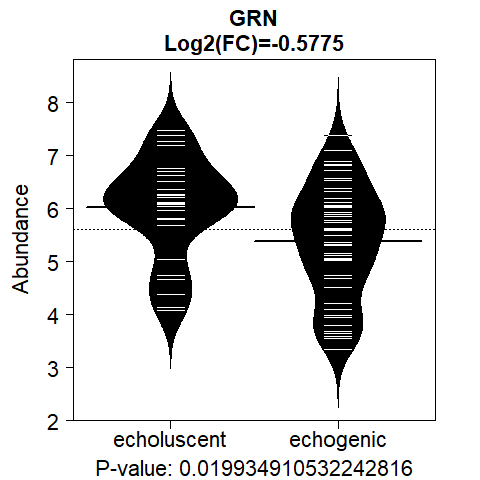 GRN
Log2(FC)=-0.5775
Abundance
8
7
6
5
4
3
2
echoluscent echogenic
P-value: 0.019934910532242816